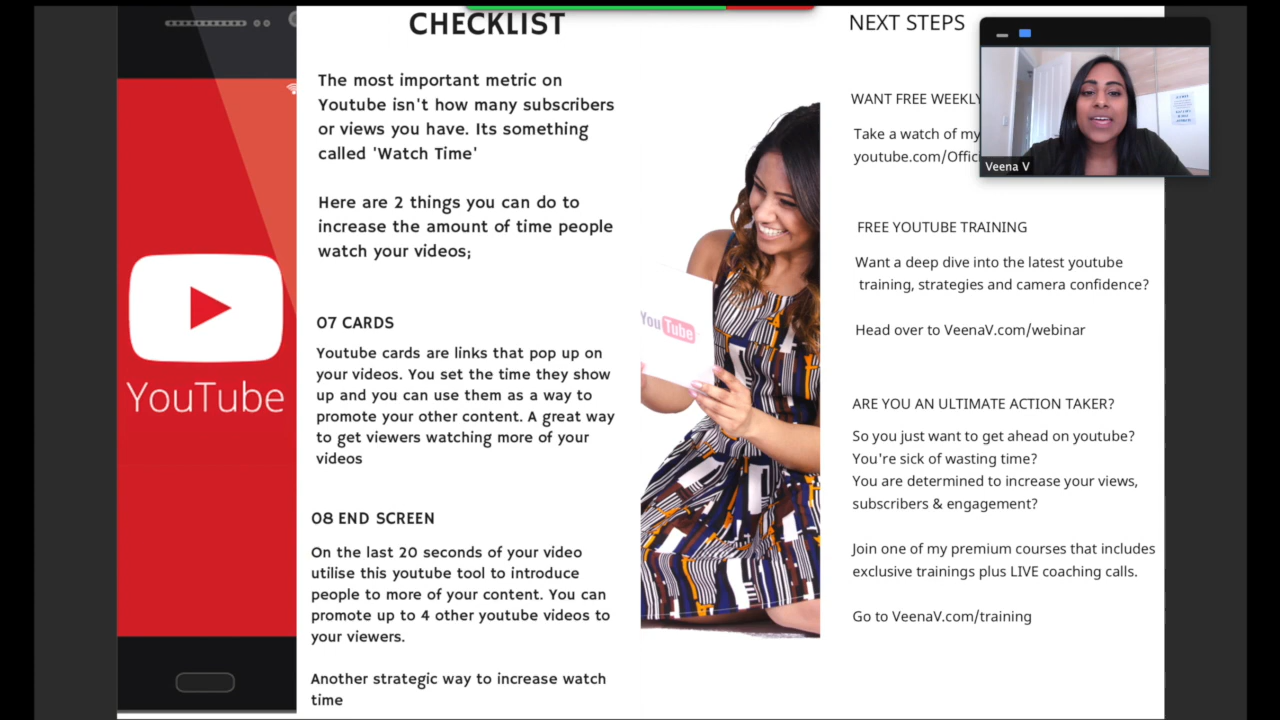 CHECKLIST
The most important metric on
Youtube isn't how many subscribers
or views you have. Its something
called 'Watch Time'
Here are 2 things you can do to
increase the amount of time people
watch your videos;
07 CARDS
Youtube cards are links that pop up on
your videos. You set the time they show
up and you can use them as a way to
promote your other content. A great way
to get viewers watching more of your
videos
08 END SCREEN
On the last 20 seconds of your video
utilise this youtube tool to introduce
people to more of your content. You can
promote up to 4 other youtube videos to
your viewers.
Another strategic way to increase watch
time
YouTube
YouTube
NEXT STEPS
WANT FREE WEEKLY
Take a watch of my
youtube.com/Offic
Veena V
FREE YOUTUBE TRAINING
Want a deep dive into the latest youtube
training, strategies and camera confidence?
Head over to VeenaV.com/webinar
ARE YOU AN ULTIMATE ACTION TAKER?
So you just want to get ahead on youtube?
You're sick of wasting time?
You are determined to increase your views,
subscribers & engagement?
Join one of my premium courses that includes
exclusive trainings plus LIVE coaching calls.
Go to VeenaV.com/training